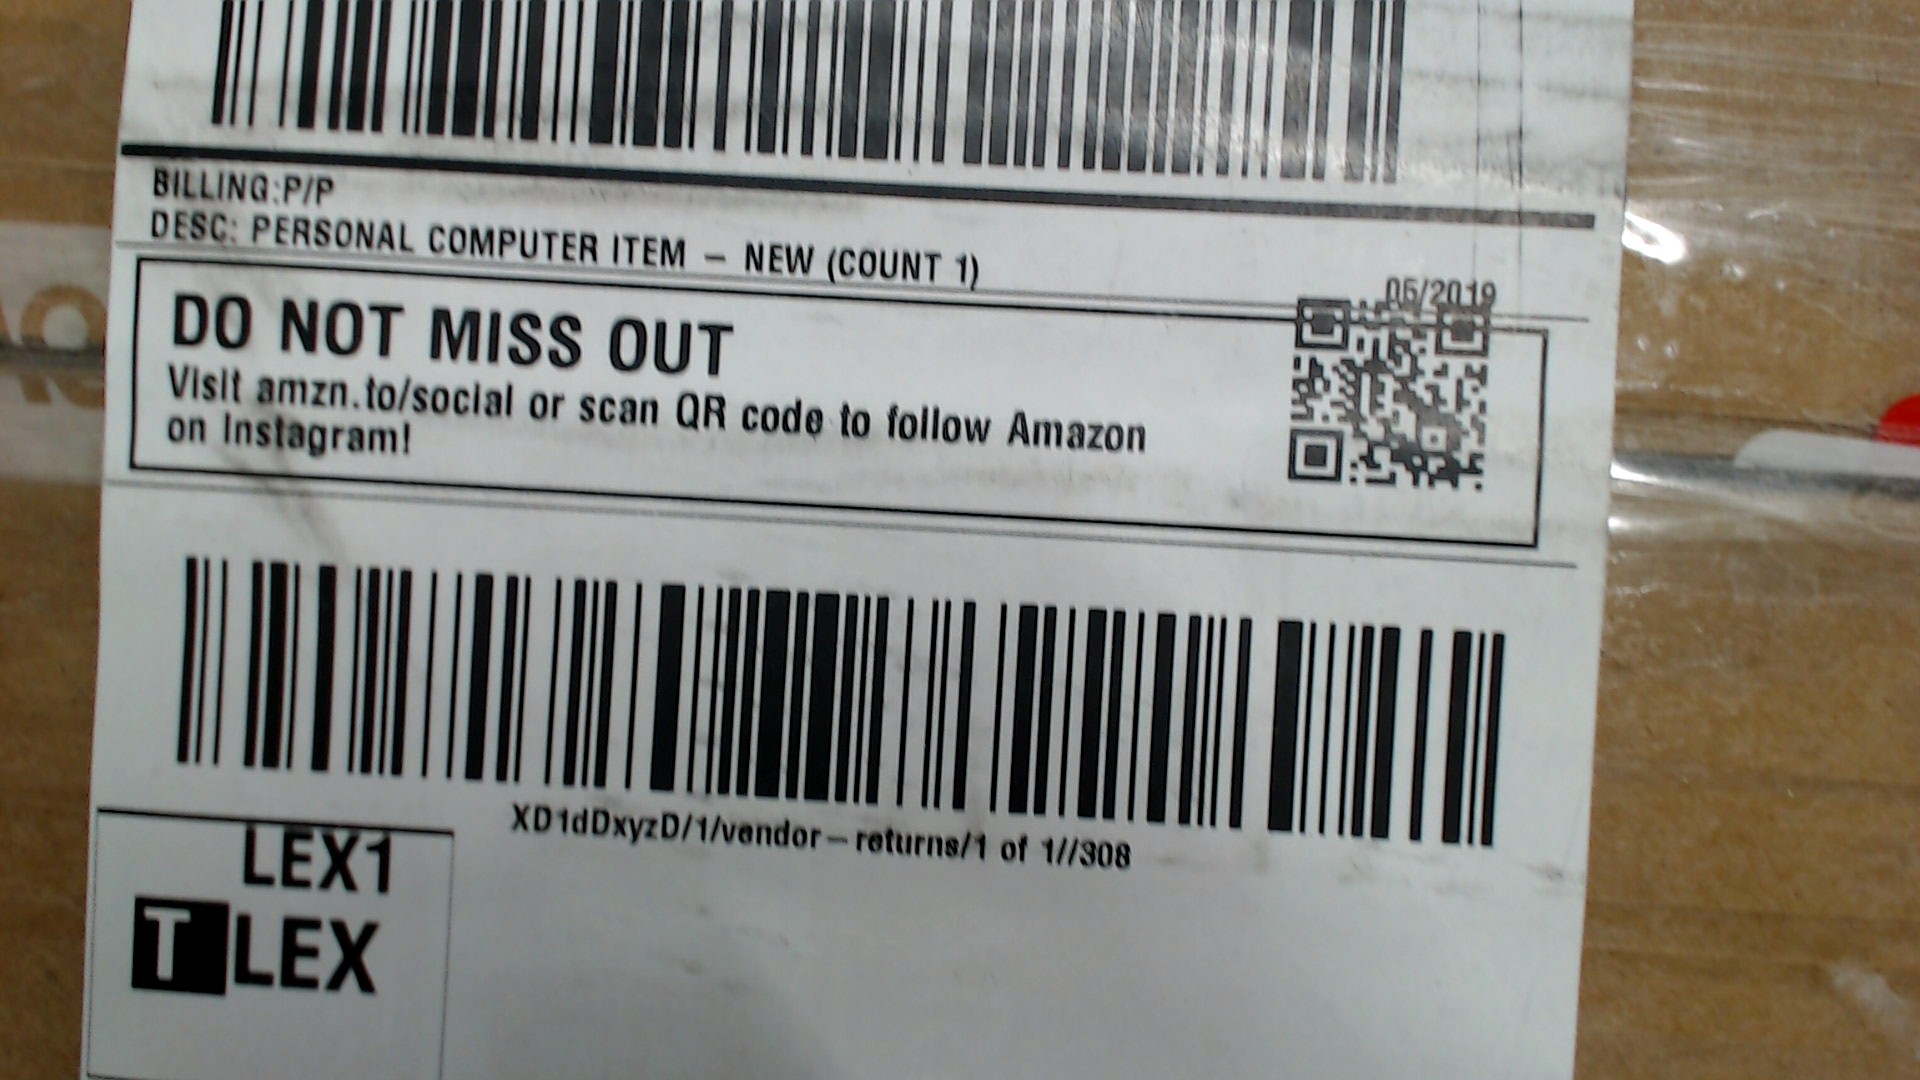 BILLING:P/P
DESC: PERSONAL COMPUTER ITEM - NEW (COUNT 1)
05/2019
DO NOT MISS OUT
Visit amzn.to/social or scan QR code to follow Amazon
on Instagram!
XD1dDxyzD/1/vendor-returns/1 of 1//308
LEX1
T LEX